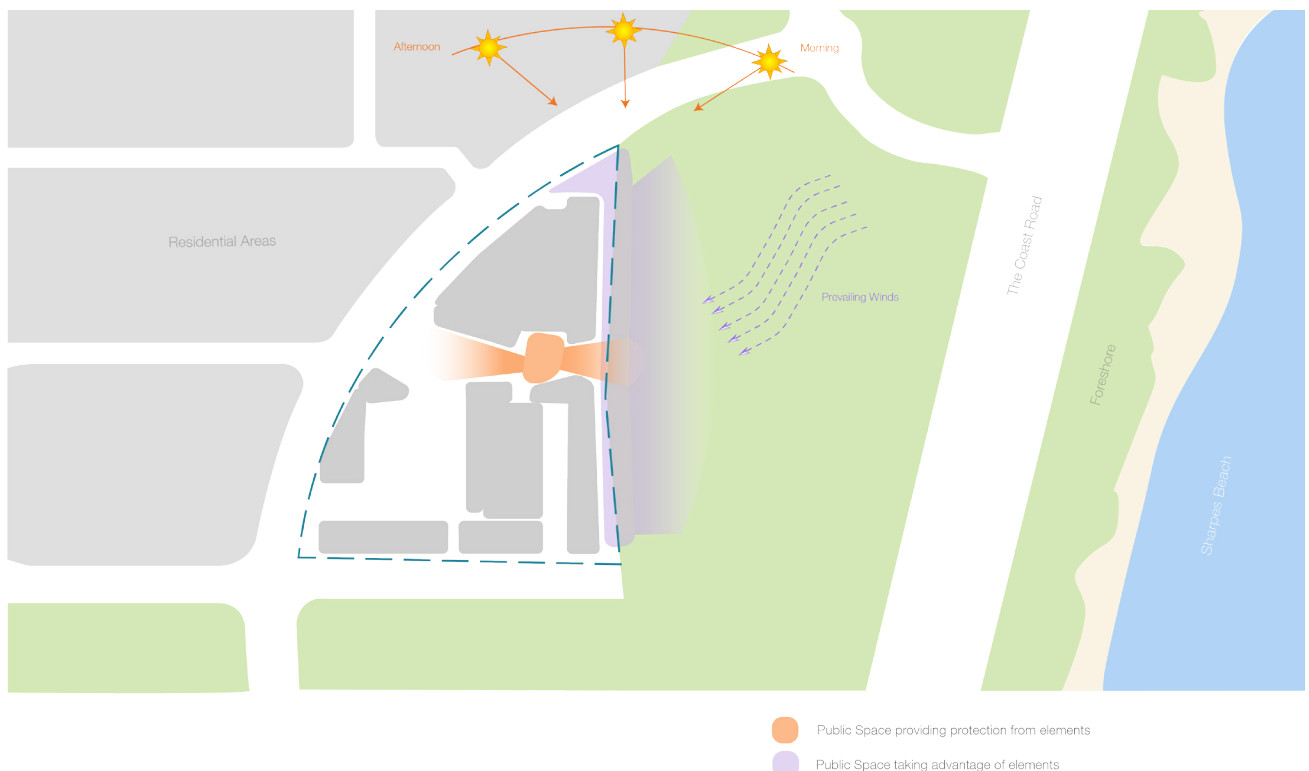 Afternoon
Morning
Residential Areas
The Coast Road
Prevailing Winds
Foreshore
Sharpes Beach
Public Space providing protection from elements
Public Space taking advantage of elements